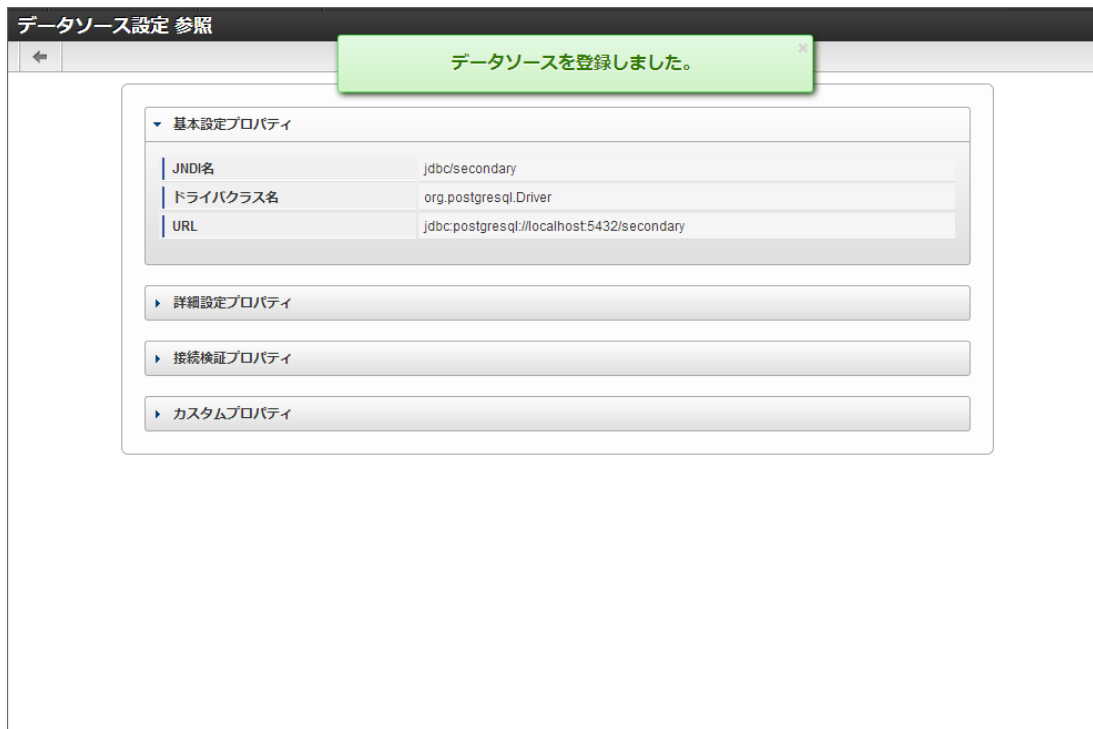 データソース設定 参照
データソースを登録しました。
基本設定プロパティ
JNDI名 jdbc/secondary
ドライバクラス名 org.postgresql.Driver
URL jdbc:postgresql://localhost:5432/secondary
詳細設定プロパティ
接続検証プロパティ
カスタムプロパティ